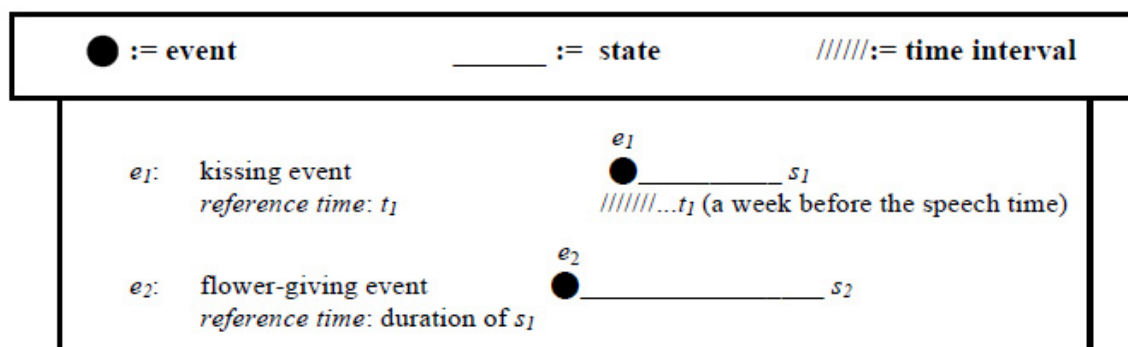 := event ______ := state //////:= time interval
e1
e1: kissing event __________ s1
reference time: t1 ///////...t1 (a week before the speech time)
e2
e2: flower-giving event _________________ s2
reference time: duration of s1